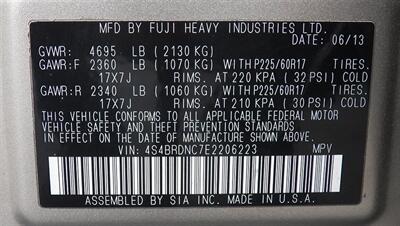 MFD BY FUJI HEAVY INDUSTRIES LTD.
DATE: 06/13
GVWR: 4695 LB (2130 KG)
GAWR:F 2360 LB (1070 KG) WITH P225/60R17 TIRES.
17X7J RIMS. AT 220 KPA (32 PSI) COLD
GAWR:R 2340 LB (1060 KG) WITH P225/60R17 TIRES.
17X7J RIMS. AT 210 KPA (30 PSI) COLD
THIS VEHICLE CONFORMS TO ALL APPLICABLE FEDERAL MOTOR
VEHICLE SAFETY STANDARDS IN
EFFECT ON THE DATE OF MANUFACTURE SHOWN ABOVE.
VIN: 4S4BRDNC7E2206223 MPV
ASSEMBLED BY SIA INC. MADE IN U.S.A.